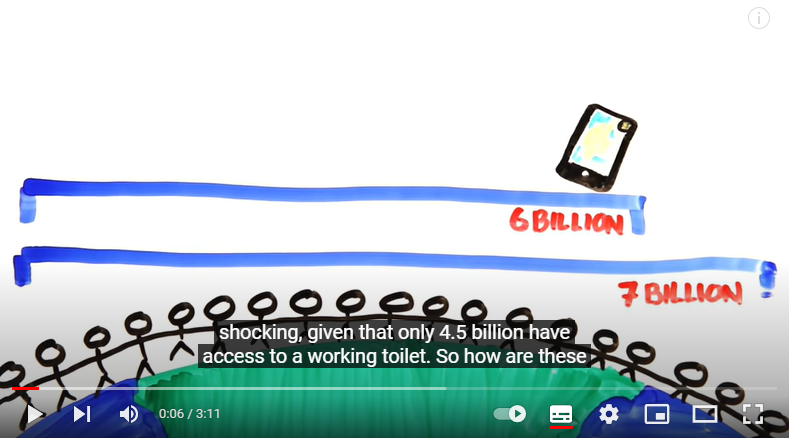 6 BILLION
7 BILLION
shocking, given that only 4.5 billion have
access to a working toilet. So how are these
0:06 / 3:11